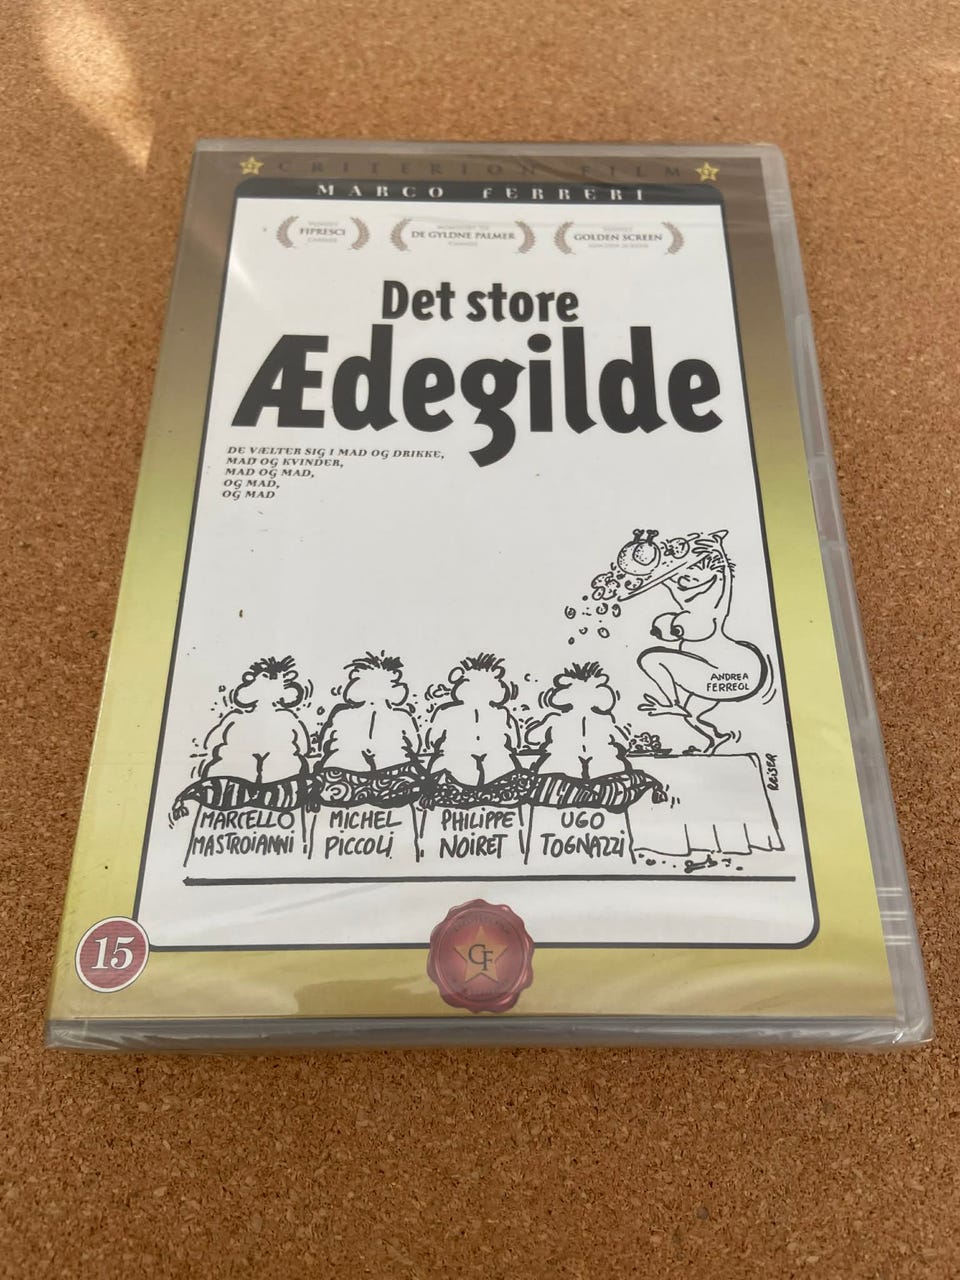 CRITERION FILM
MARCO FERRERI
FIPRESCI
CANNES
DE GYLDNE PALMER
CANNES
GOLDEN SCREEN
Det store
Ædegilde
DE VÆLTER SIG I MAD OG DRIKKE,
MAD OG KVINDER,
MAD OG MAD,
OG MAD,
OG MAD
ANDREA
FERREOL
REISER
MARCELLO
MASTROIANNI
MICHEL
PICCOLI
PHILIPPE
NOIRET
UGO
TOGNAZZI
15
CF